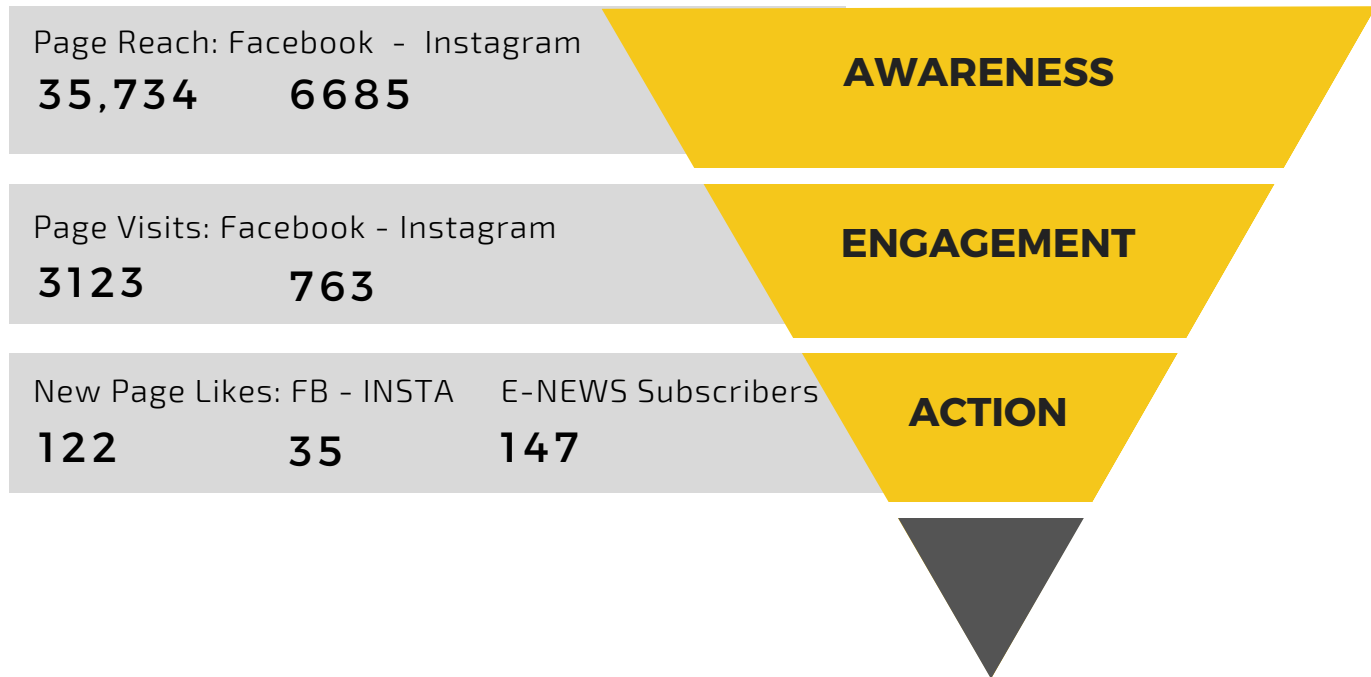 Page Reach: Facebook - Instagram
35,734 6685
AWARENESS
Page Visits: Facebook - Instagram
3123 763
ENGAGEMENT
New Page Likes: FB - INSTA E-NEWS Subscribers
122 35 147
ACTION